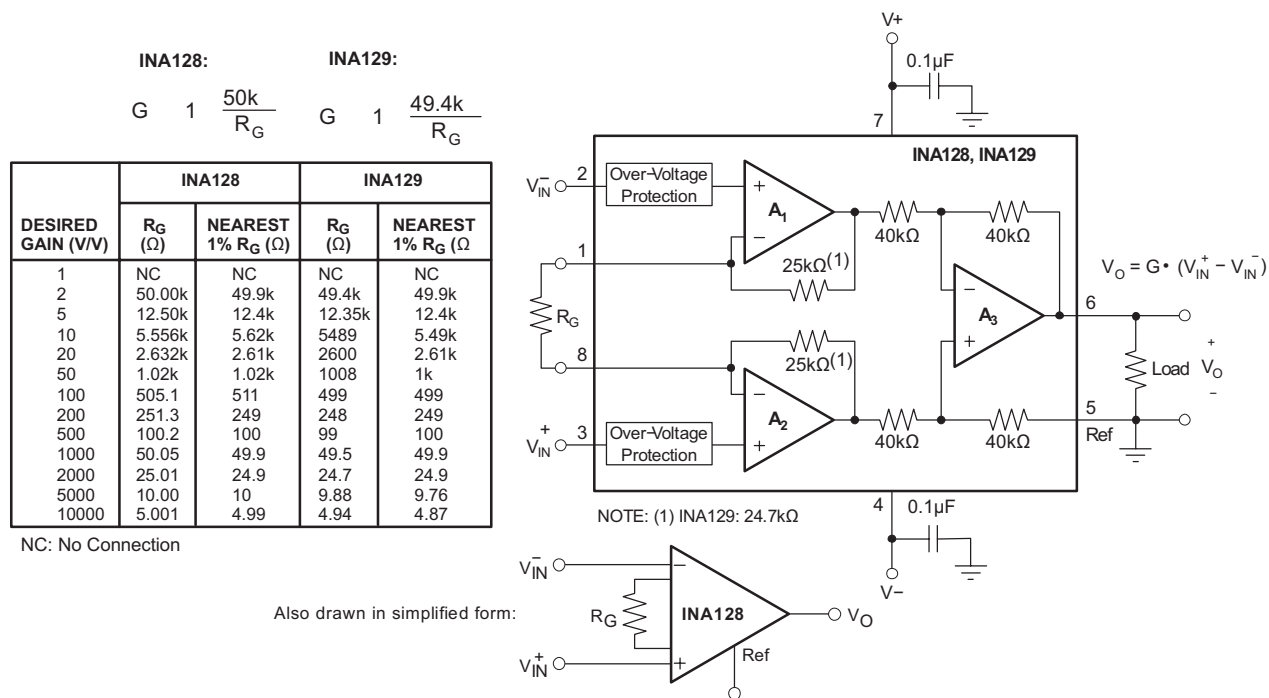 INA128:
INA129:
G 1 50k
R_G
G 1 49.4k
R_G
INA128
INA129
DESIRED GAIN (V/V) | R_G (Ω) | NEAREST 1% R_G (Ω) | R_G (Ω) | NEAREST 1% R_G (Ω
1 NC NC NC NC
2 50.00k 49.9k 49.4k 49.9k
5 12.50k 12.4k 12.35k 12.4k
10 5.556k 5.62k 5489 5.49k
20 2.632k 2.61k 2600 2.61k
50 1.02k 1.02k 1008 1k
100 505.1 511 499 499
200 251.3 249 248 249
500 100.2 100 99 100
1000 50.05 49.9 49.5 49.9
2000 25.01 24.9 24.7 24.9
5000 10.00 10 9.88 9.76
10000 5.001 4.99 4.94 4.87
NC: No Connection
V+
0.1µF
7
INA128, INA129
V⁻_IN
2
Over-Voltage
Protection
+
A₁
−
40kΩ
40kΩ
1
25kΩ(1)
V_O = G • (V⁺_IN − V⁻_IN)
R_G
−
A₃
+
6
8
25kΩ(1)
Load
+
V_O
−
−
A₂
+
V⁺_IN
3
Over-Voltage
Protection
40kΩ
40kΩ
5
Ref
NOTE: (1) INA129: 24.7kΩ
4
0.1µF
V−
Also drawn in simplified form:
V⁻_IN
−
R_G
INA128
V_O
V⁺_IN
+
Ref